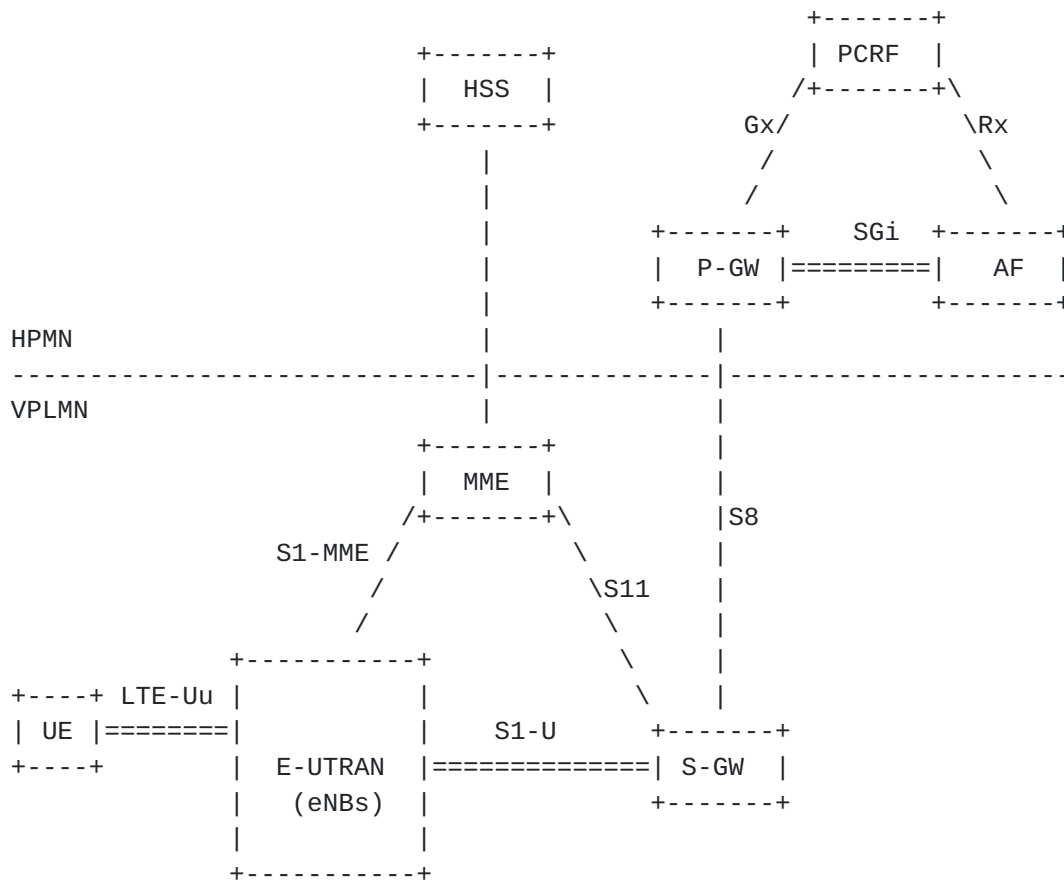 PCRF
HSS
Gx Rx
SGi
P-GW AF
HPMN
VPLMN
MME
S8
S1-MME
S11
LTE-Uu
UE S1-U
E-UTRAN S-GW
(eNBs)